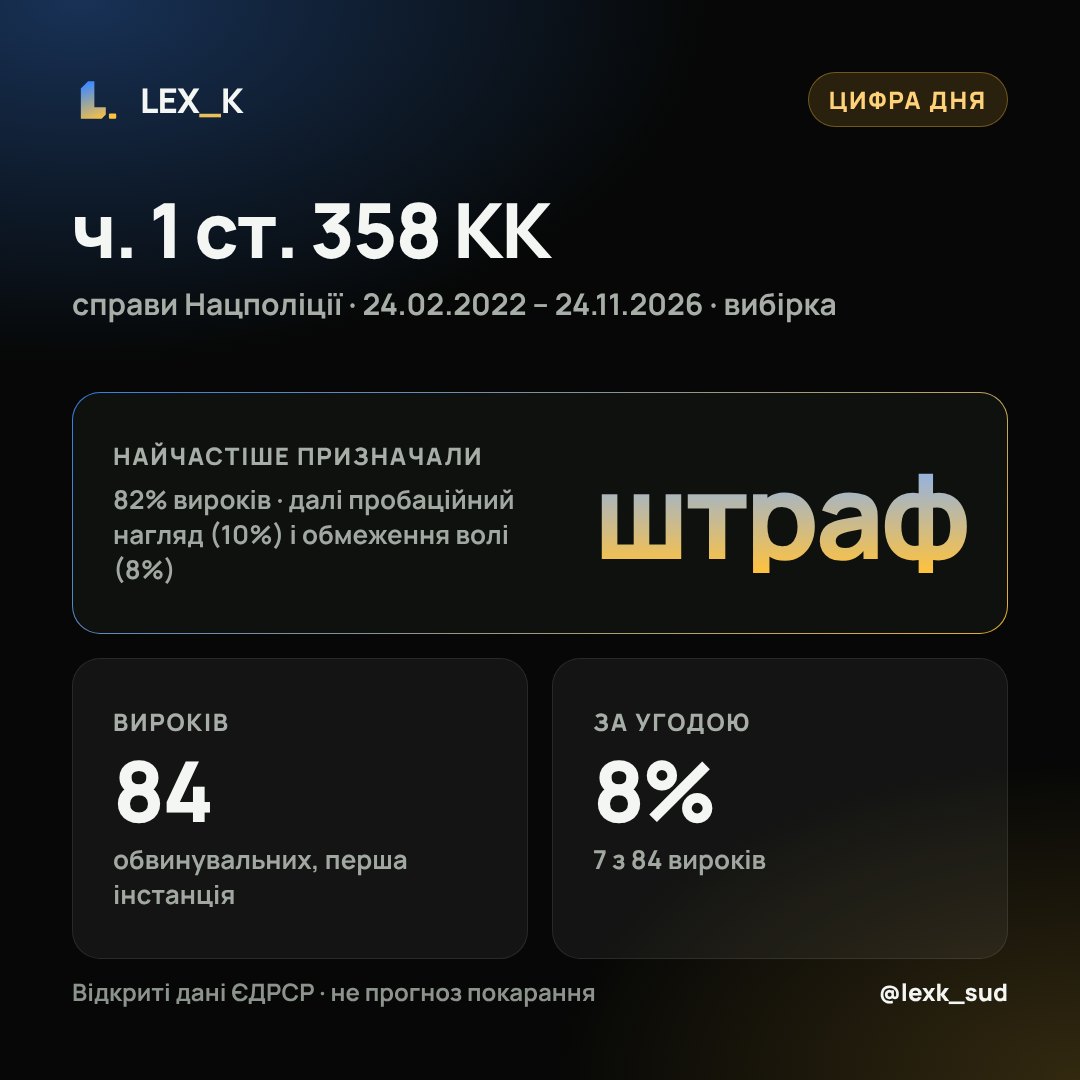 LEX_K
ЦИФРА ДНЯ
ч. 1 ст. 358 КК
справи Нацполіції · 24.02.2022 – 24.11.2026 · вибірка
НАЙЧАСТІШЕ ПРИЗНАЧАЛИ
82% вироків · далі пробаційний
нагляд (10%) і обмеження волі
(8%)
штраф
ВИРОКІВ
84
обвинувальних, перша
інстанція
ЗА УГОДОЮ
8%
7 з 84 вироків
Відкриті дані ЄДРСР · не прогноз покарання
@lexk_sud